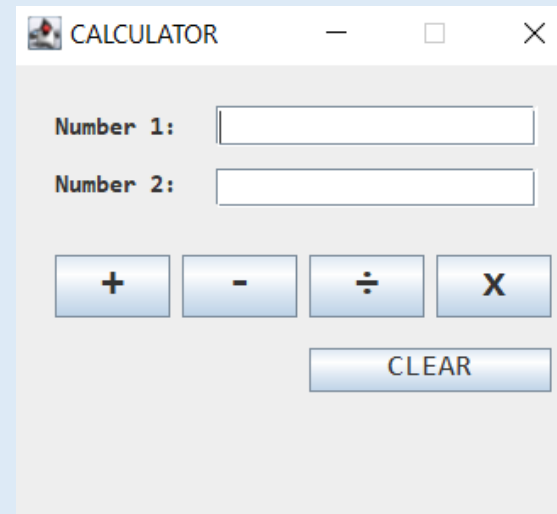 CALCULATOR
Number 1:
Number 2:
+ - ÷ x
CLEAR